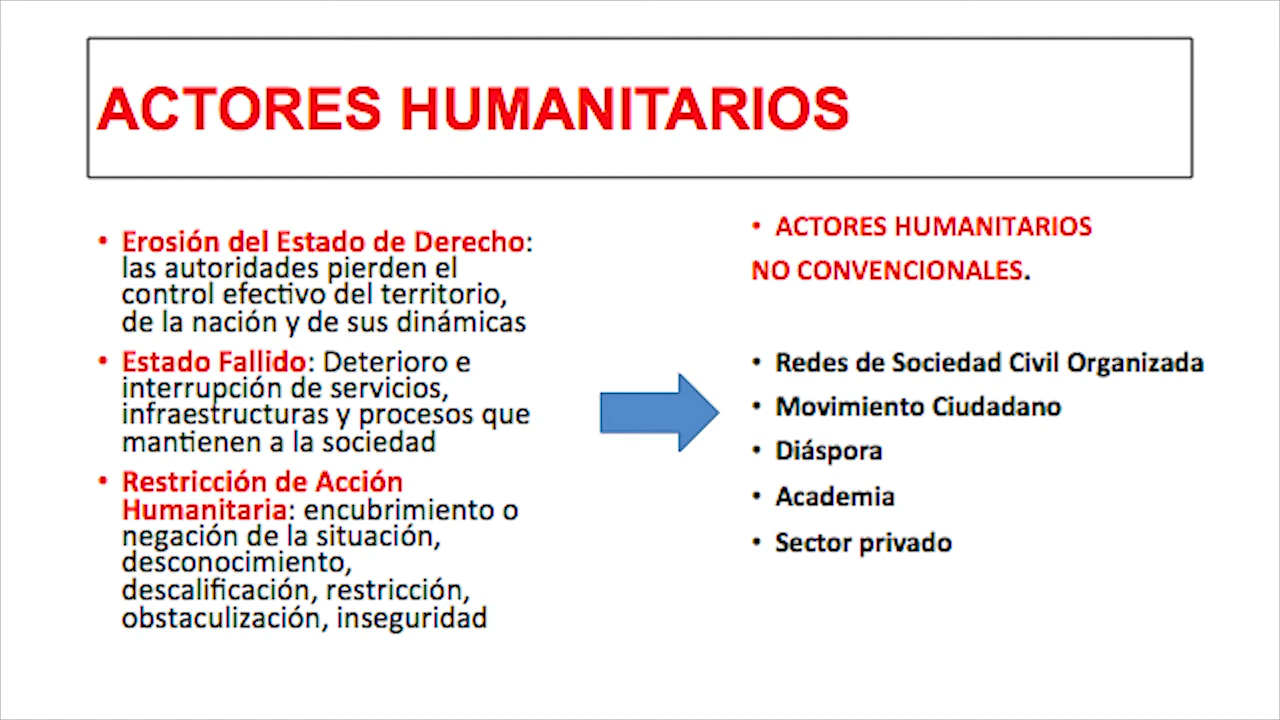 ACTORES HUMANITARIOS
• Erosión del Estado de Derecho:
las autoridades pierden el
control efectivo del territorio,
de la nación y de sus dinámicas
• Estado Fallido: Deterioro e
interrupción de servicios,
infraestructuras y procesos que
mantienen a la sociedad
• Restricción de Acción
Humanitaria: encubrimiento o
negación de la situación,
desconocimiento,
descalificación, restricción,
obstaculización, inseguridad
• ACTORES HUMANITARIOS
NO CONVENCIONALES.
• Redes de Sociedad Civil Organizada
• Movimiento Ciudadano
• Diáspora
• Academia
• Sector privado